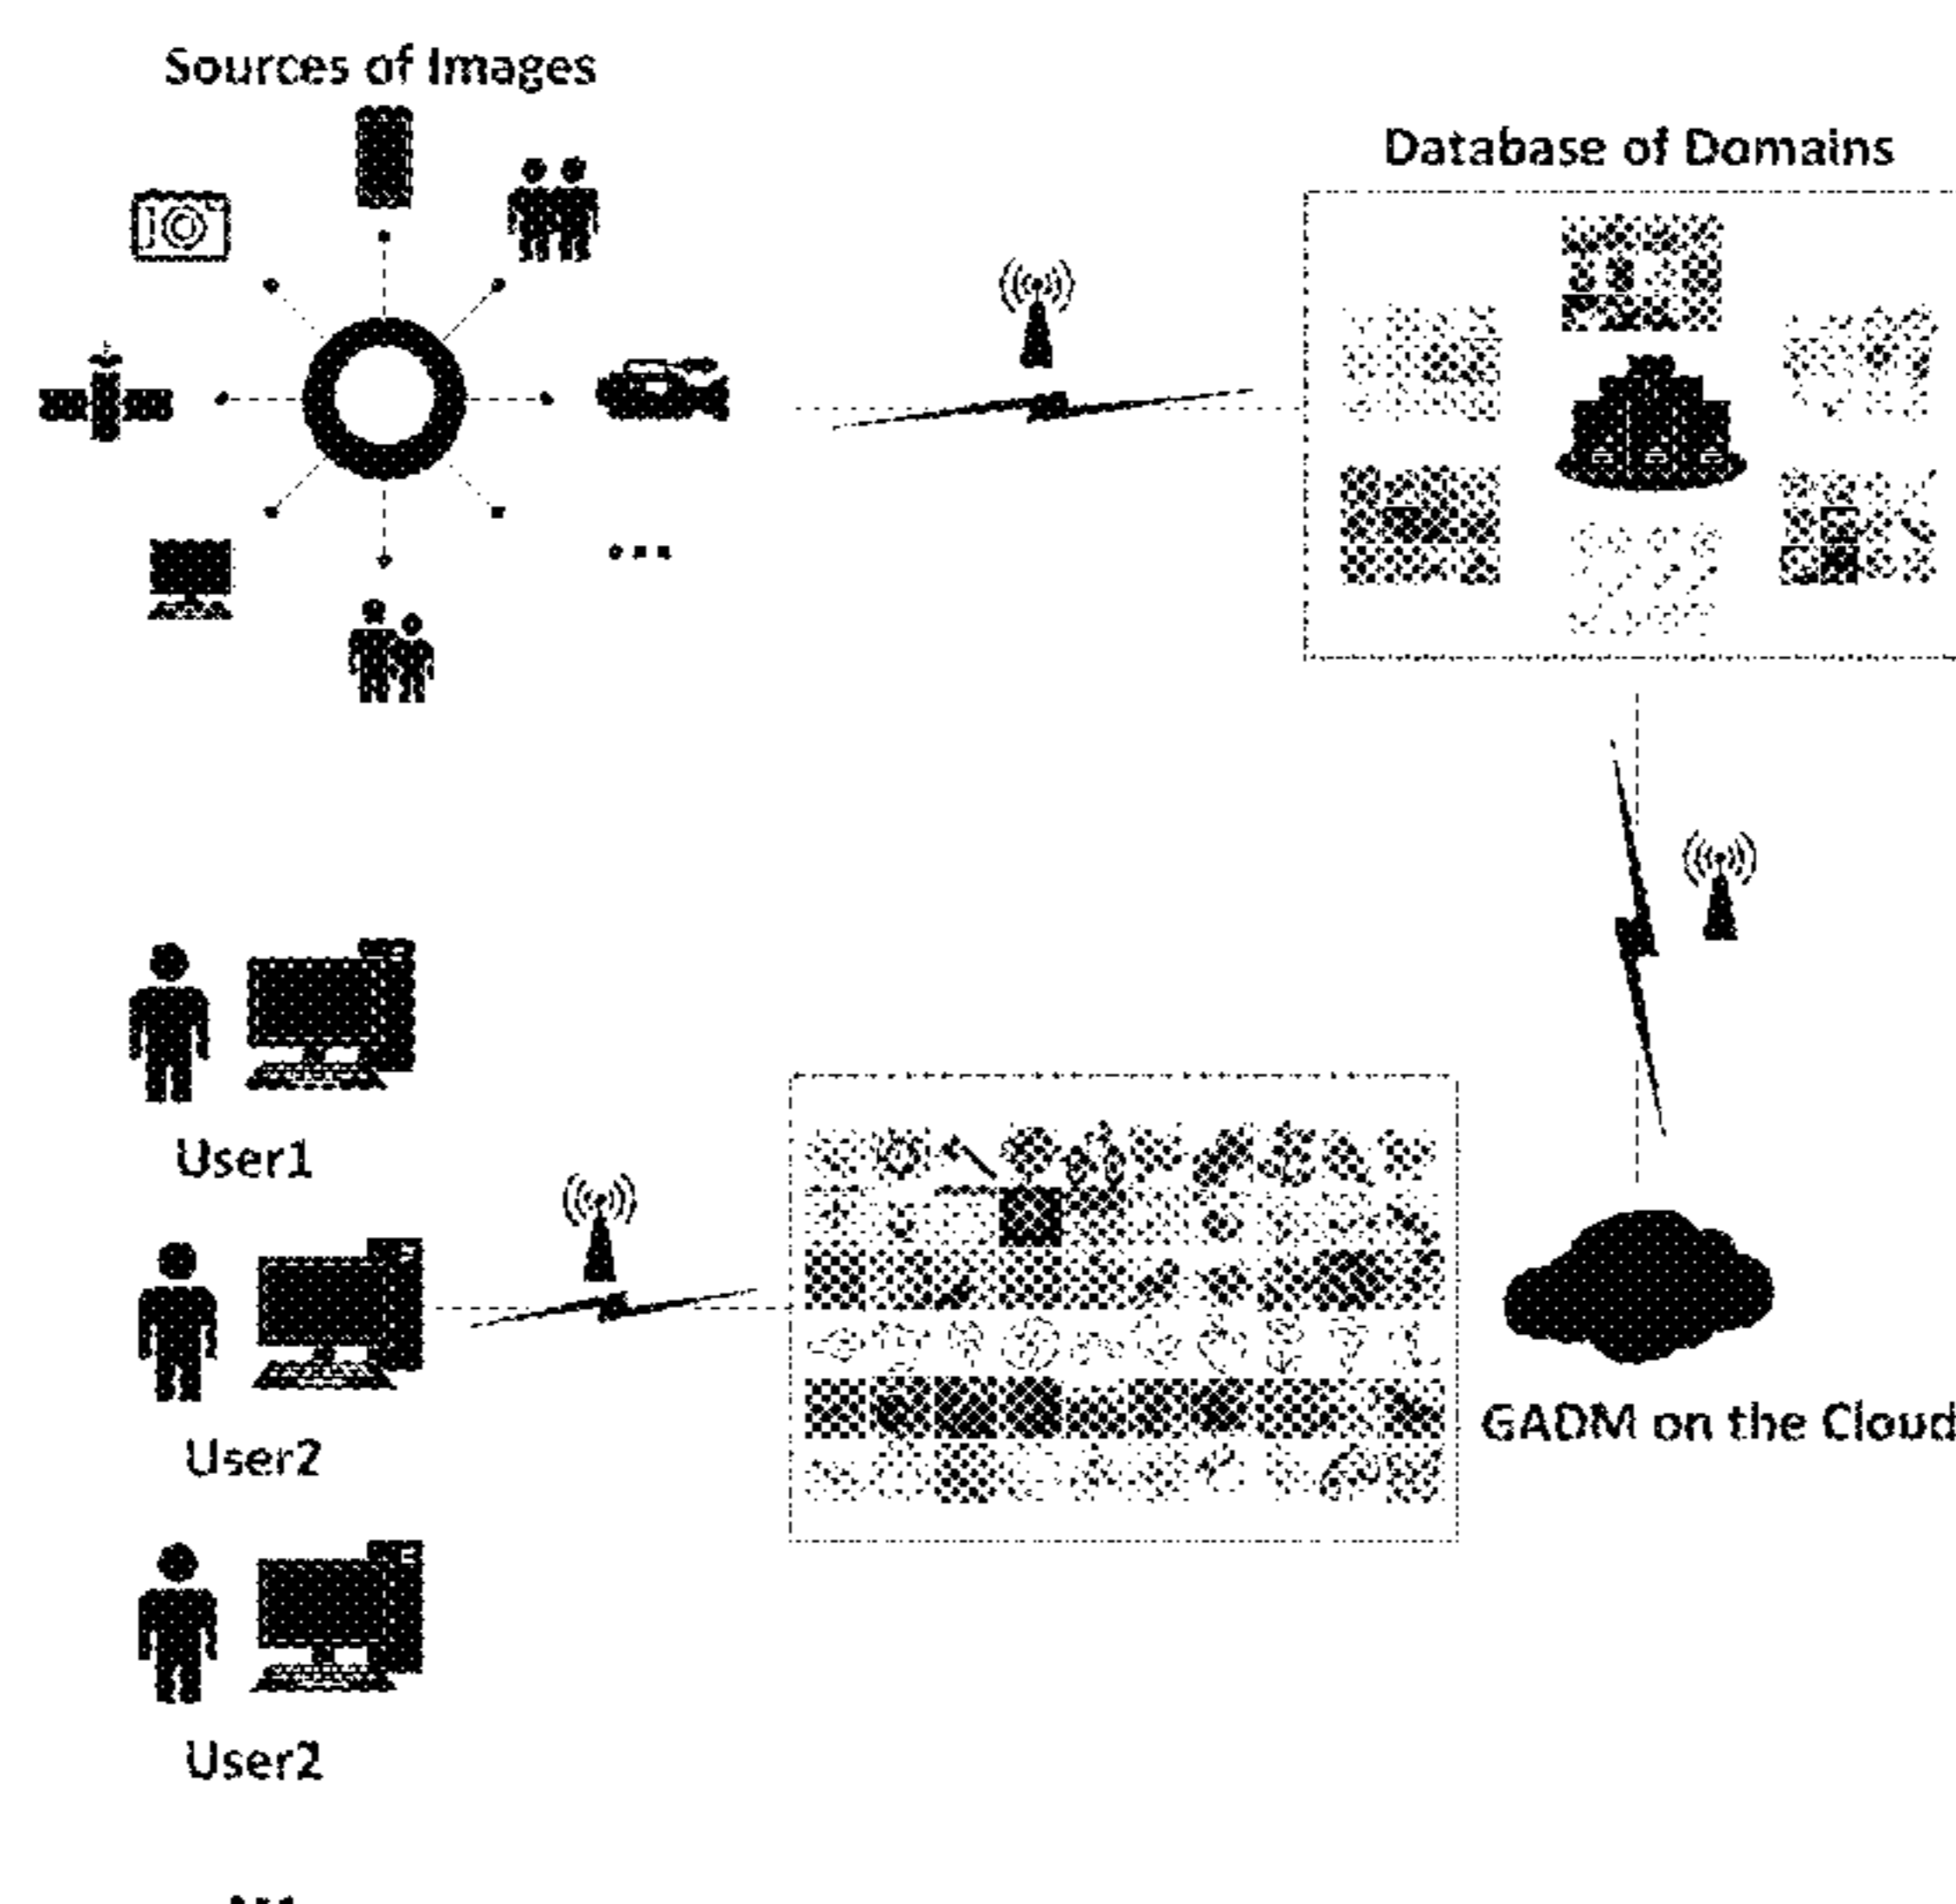 Sources of Images
Database of Domains
User1
User2
GADM on the Cloud
User2